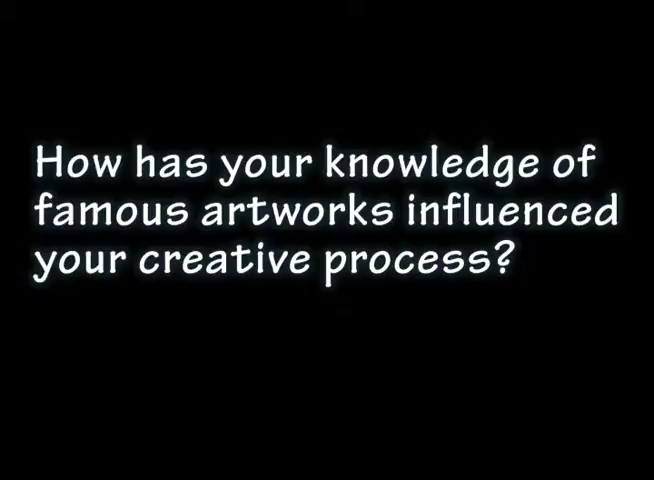 How has your knowledge of
famous artworks influenced
your creative process?